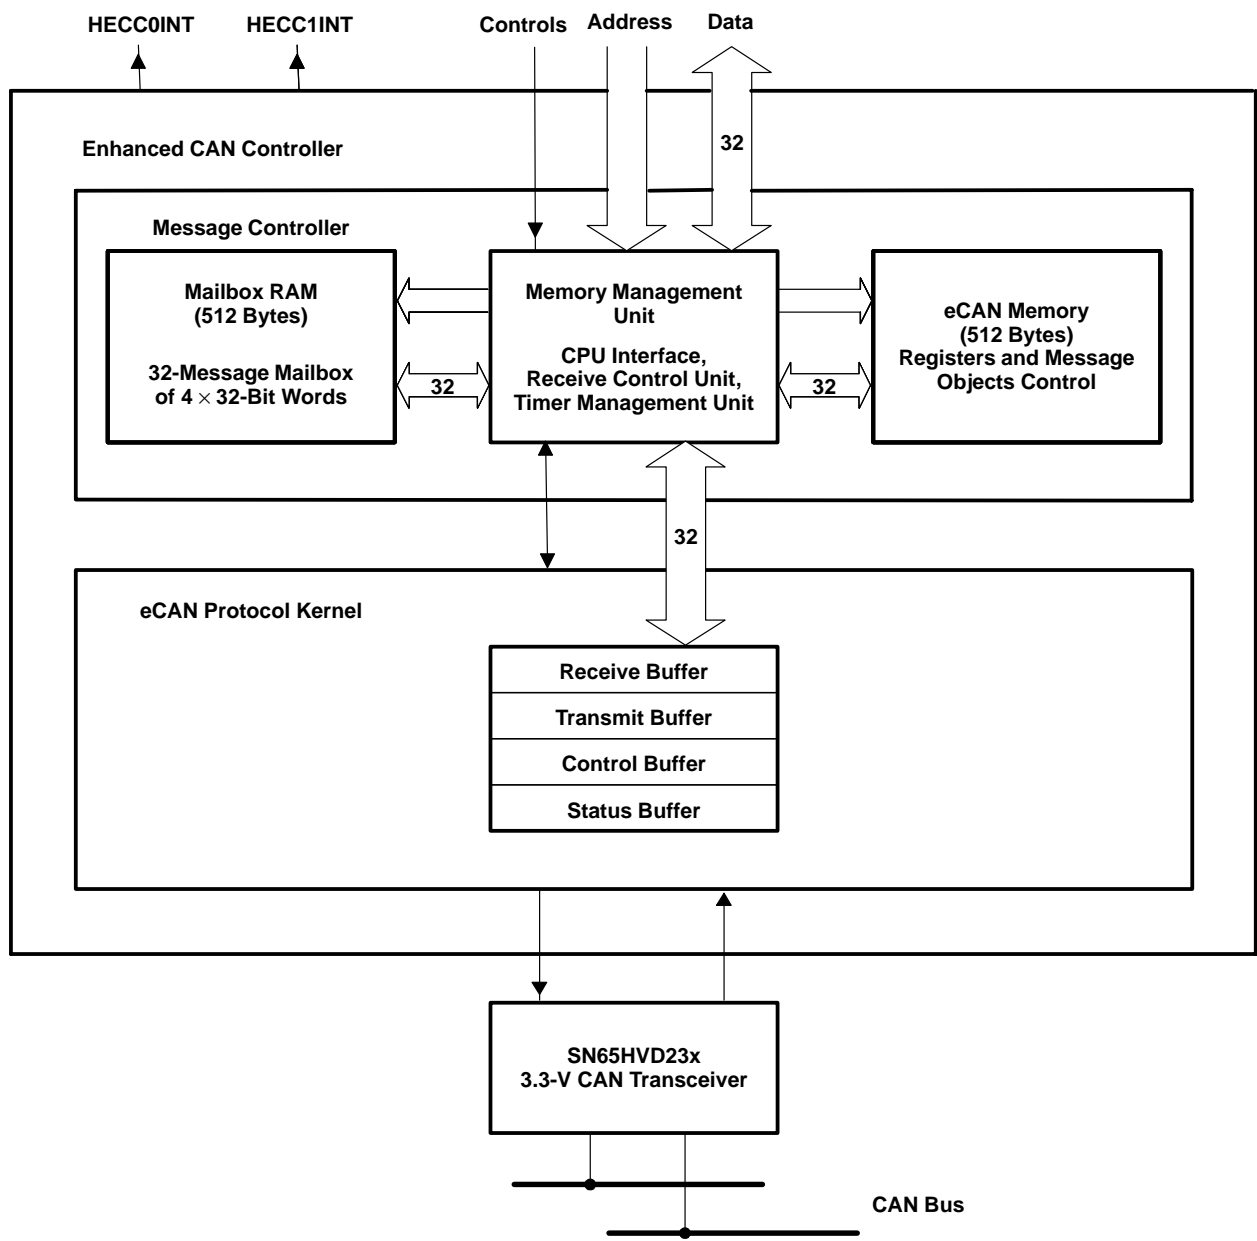 HECC0INT
HECC1INT
Controls
Address
Data
32
Enhanced CAN Controller
Message Controller
Mailbox RAM
(512 Bytes)
32-Message Mailbox
of 4 × 32-Bit Words
32
Memory Management
Unit
CPU Interface,
Receive Control Unit,
Timer Management Unit
32
eCAN Memory
(512 Bytes)
Registers and Message
Objects Control
32
eCAN Protocol Kernel
Receive Buffer
Transmit Buffer
Control Buffer
Status Buffer
SN65HVD23x
3.3-V CAN Transceiver
CAN Bus